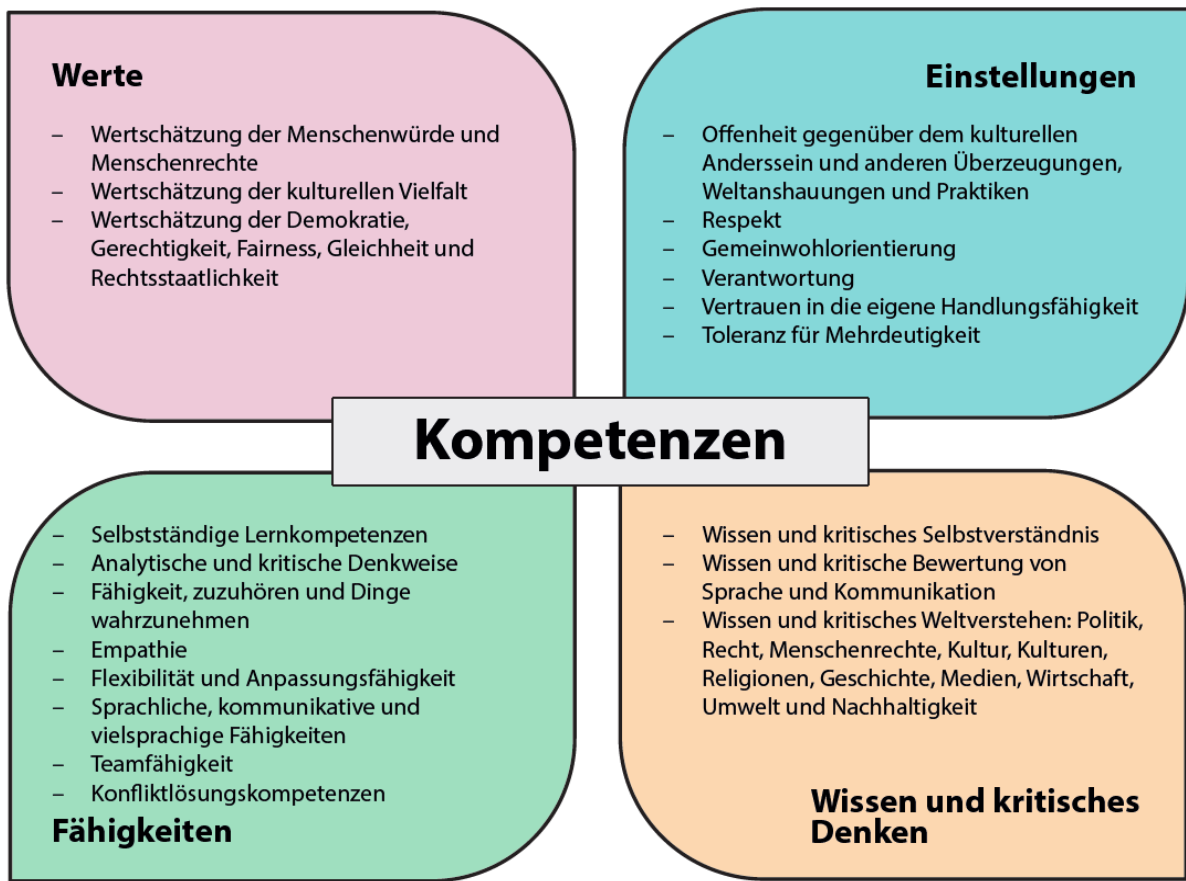 Werte
– Wertschätzung der Menschenwürde und
Menschenrechte
– Wertschätzung der kulturellen Vielfalt
– Wertschätzung der Demokratie,
Gerechtigkeit, Fairness, Gleichheit und
Rechtsstaatlichkeit
Einstellungen
– Offenheit gegenüber dem kulturellen
Anderssein und anderen Überzeugungen,
Weltanshauungen und Praktiken
– Respekt
– Gemeinwohlorientierung
– Verantwortung
– Vertrauen in die eigene Handlungsfähigkeit
– Toleranz für Mehrdeutigkeit
Kompetenzen
– Selbstständige Lernkompetenzen
– Analytische und kritische Denkweise
– Fähigkeit, zuzuhören und Dinge
wahrzunehmen
– Empathie
– Flexibilität und Anpassungsfähigkeit
– Sprachliche, kommunikative und
vielsprachige Fähigkeiten
– Teamfähigkeit
– Konfliktlösungskompetenzen
Fähigkeiten
– Wissen und kritisches Selbstverständnis
– Wissen und kritische Bewertung von
Sprache und Kommunikation
– Wissen und kritisches Weltverstehen: Politik,
Recht, Menschenrechte, Kultur, Kulturen,
Religionen, Geschichte, Medien, Wirtschaft,
Umwelt und Nachhaltigkeit
Wissen und kritisches
Denken